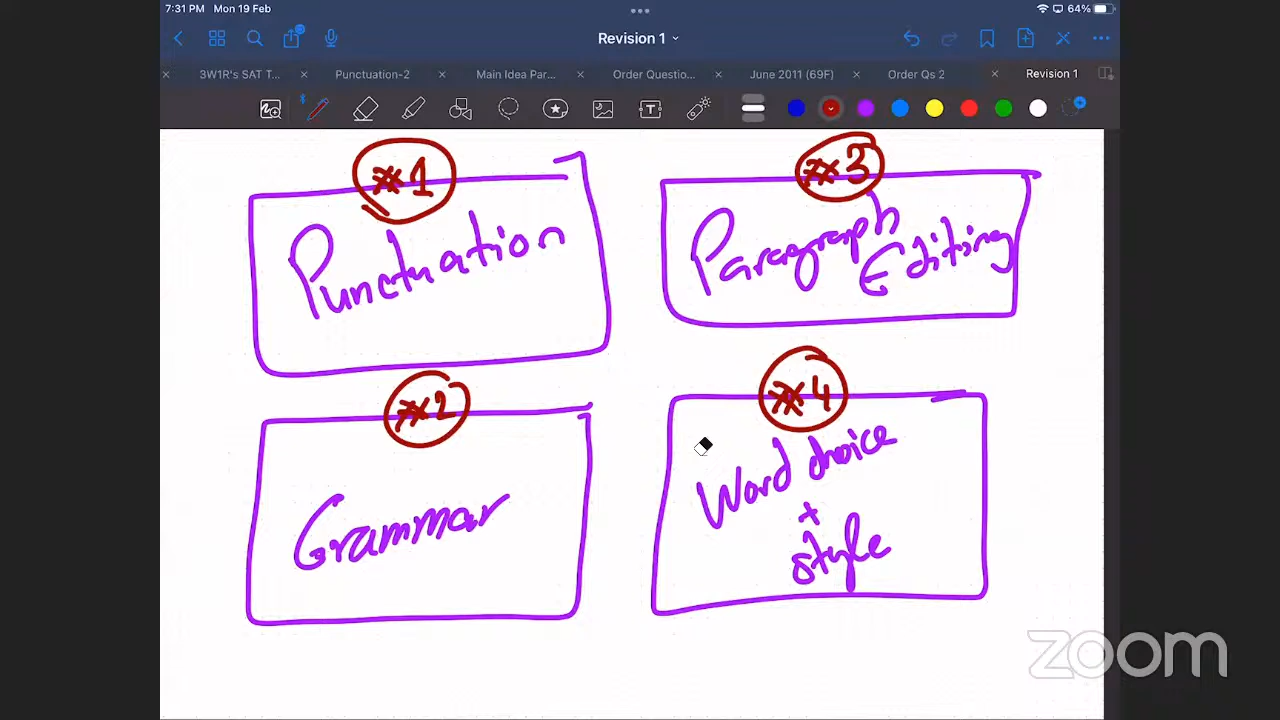 7:31 PM Mon 19 Feb
64%
Revision 1
3W1R's SAT T...
Punctuation-2
Main Idea Par...
Order Questio...
June 2011 (69F)
Order Qs 2
Revision 1
#1
Punctuation
#3
Paragraph
Editing
#2
Grammar
#4
Word choice
+
style
zoom